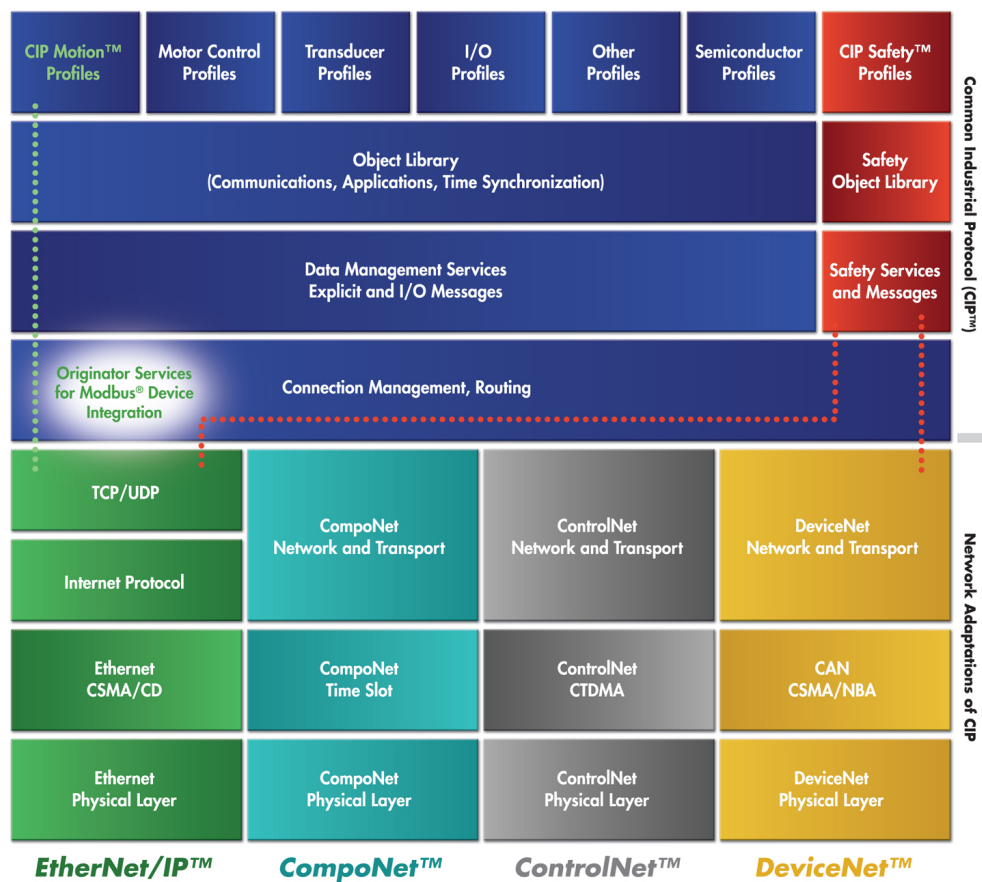 CIP Motion™
Profiles
Motor Control
Profiles
Transducer
Profiles
I/O
Profiles
Other
Profiles
Semiconductor
Profiles
CIP Safety™
Profiles
Object Library
(Communications, Applications, Time Synchronization)
Safety
Object Library
Data Management Services
Explicit and I/O Messages
Safety Services
and Messages
Originator Services
for Modbus® Device
Integration
Connection Management, Routing
Common Industrial Protocol (CIP™)
TCP/UDP
Internet Protocol
CompoNet
Network and Transport
ControlNet
Network and Transport
DeviceNet
Network and Transport
Ethernet
CSMA/CD
CompoNet
Time Slot
ControlNet
CTDMA
CAN
CSMA/NBA
Ethernet
Physical Layer
CompoNet
Physical Layer
ControlNet
Physical Layer
DeviceNet
Physical Layer
Network Adaptations of CIP
EtherNet/IP™
CompoNet™
ControlNet™
DeviceNet™